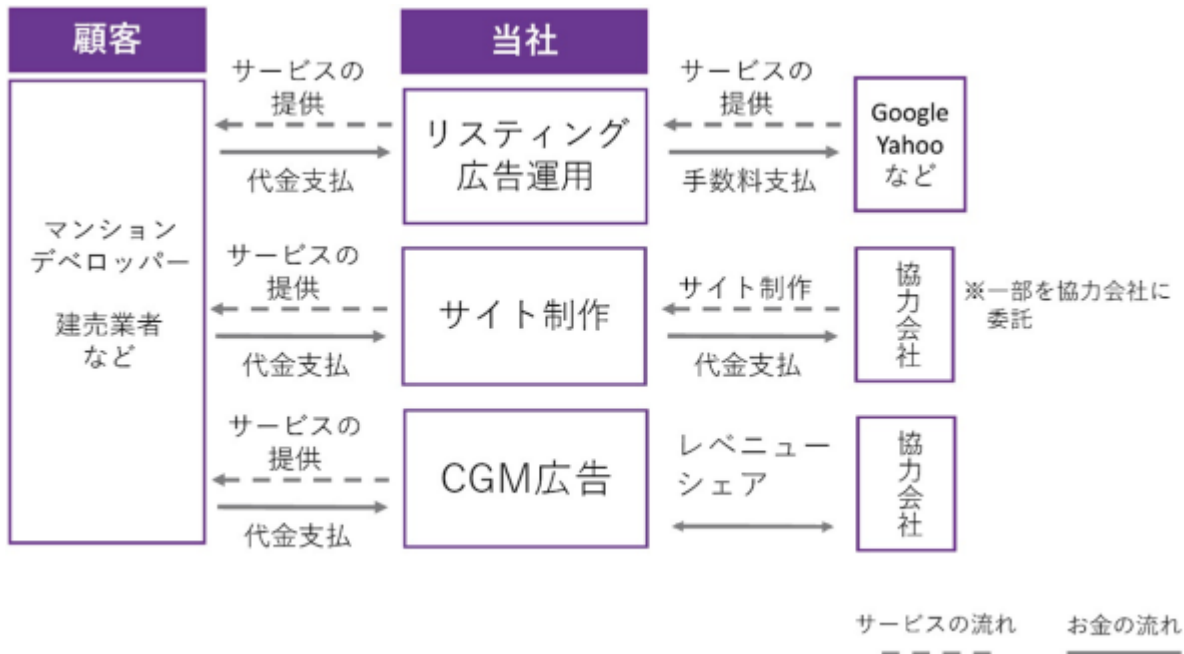 顧客
当社
サービスの
提供
代金支払
リスティング
広告運用
サービスの
提供
手数料支払
Google
Yahoo
など
マンション
デベロッパー
建売業者
など
サービスの
提供
代金支払
サイト制作
サイト制作
代金支払
協力会社
※一部を協力会社に
委託
サービスの
提供
代金支払
CGM広告
レベニュー
シェア
協力会社
サービスの流れ
お金の流れ